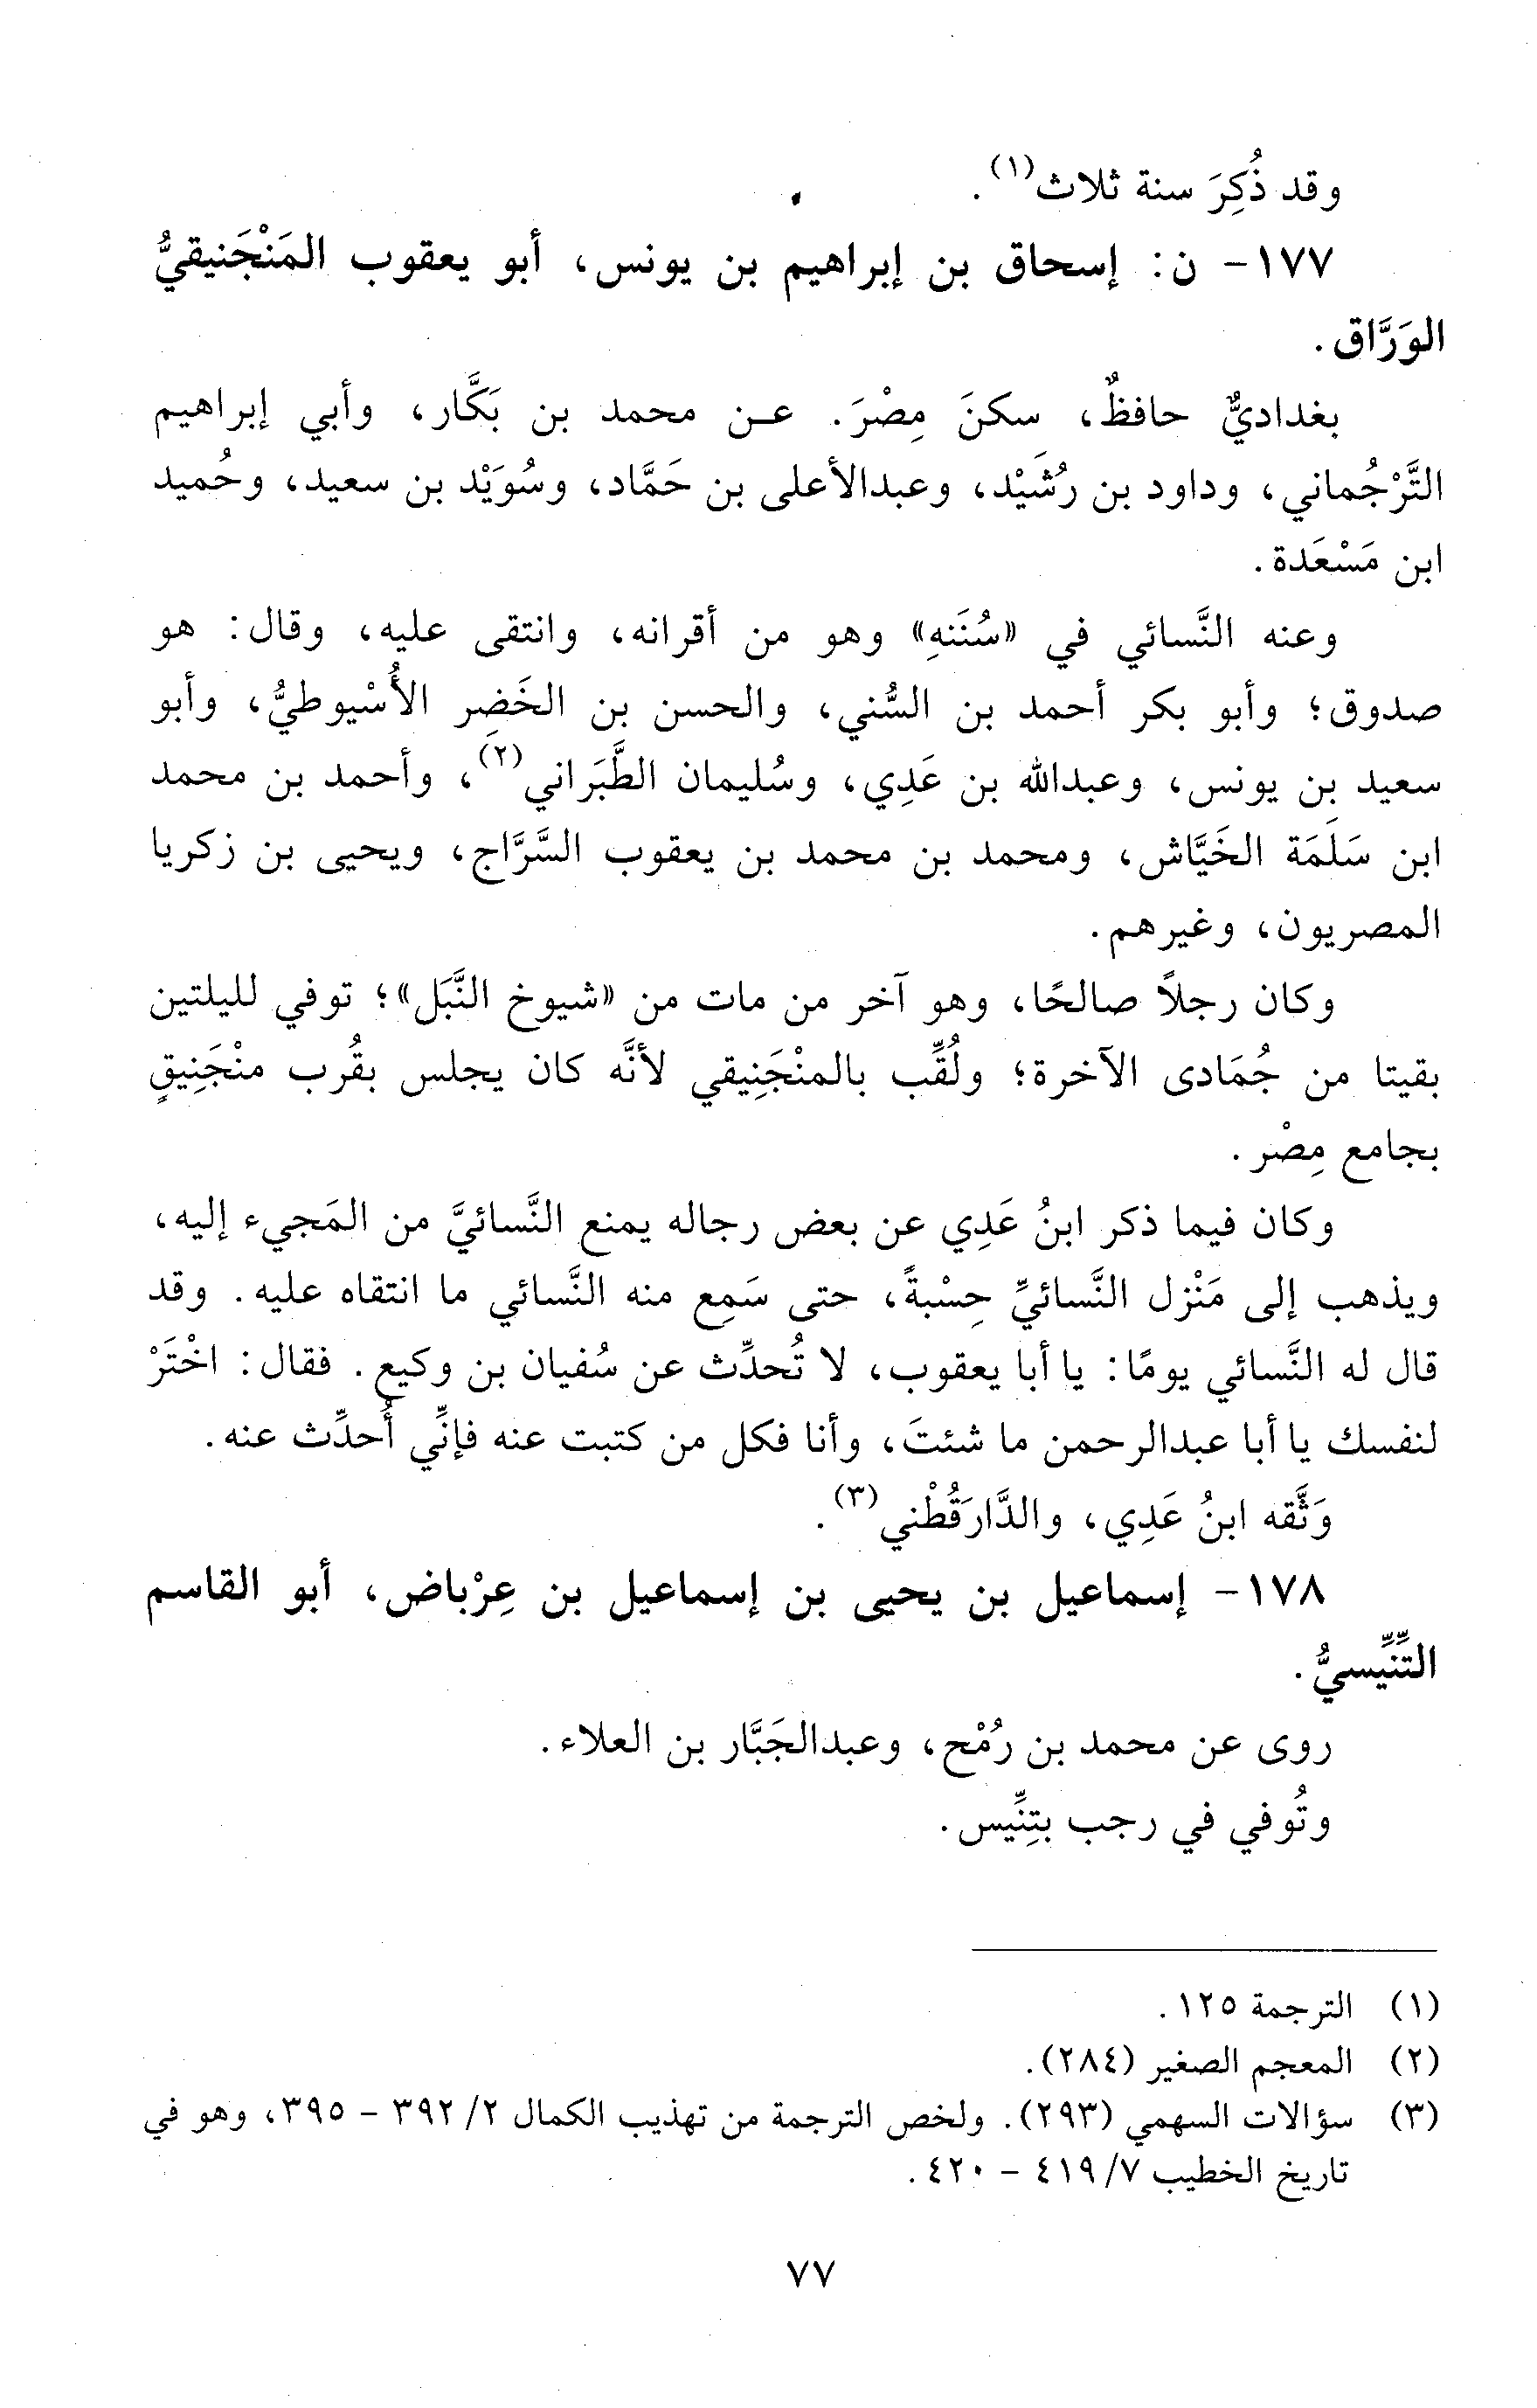 وقد ذُكِرَ سنة ثلاث(١).
١٧٧- ن: إسحاق بن إبراهيم بن يونس، أبو يعقوب المَنْجَنيقيُّ
الوَرَّاق.
بغداديٌّ حافظٌ، سكنَ مِصْرَ. عن محمد بن بَكَّار، وأبي إبراهيم
التَّرْجُماني، وداود بن رُشَيْد، وعبدالأعلى بن حَمَّاد، وسُوَيْد بن سعيد، وحُميد
ابن مَسْعَدة.
وعنه النَّسائي في «سُنَنهِ» وهو من أقرانه، وانتقى عليه، وقال: هو
صدوق؛ وأبو بكر أحمد بن السُّني، والحسن بن الخَضِر الأُسْيوطيُّ، وأبو
سعيد بن يونس، وعبدالله بن عَدِي، وسُليمان الطَّبَراني(٢)، وأحمد بن محمد
ابن سَلَمَة الخَيَّاش، ومحمد بن محمد بن يعقوب السَّرَّاج، ويحيى بن زكريا
المصريون، وغيرهم.
وكان رجلاً صالحًا، وهو آخر من مات من «شيوخ النَّبَل»؛ توفي لليلتين
بقيتا من جُمَادى الآخرة؛ ولُقِّب بالمنْجَنِيقي لأنَّه كان يجلس بقُرب منْجَنِيقٍ
بجامع مِصْر.
وكان فيما ذكر ابنُ عَدِي عن بعض رجاله يمنع النَّسائيَّ من المَجيء إليه،
ويذهب إلى مَنْزل النَّسائيِّ حِسْبةً، حتى سَمِع منه النَّسائي ما انتقاه عليه. وقد
قال له النَّسائي يومًا: يا أبا يعقوب، لا تُحدِّث عن سُفيان بن وكيع. فقال: اخْتَرْ
لنفسك يا أبا عبدالرحمن ما شئتَ، وأنا فكل من كتبت عنه فإنِّي أُحدِّث عنه.
وَثَّقه ابنُ عَدِي، والدَّارَقُطْني(٣).
١٧٨- إسماعيل بن يحيى بن إسماعيل بن عِرْباض، أبو القاسم
التِّنِّيسيُّ.
روى عن محمد بن رُمْح، وعبدالجَبَّار بن العلاء.
وتُوفي في رجب بتِنِّيس.
(١) الترجمة ١٢٥.
(٢) المعجم الصغير (٢٨٤).
(٣) سؤالات السهمي (٢٩٣). ولخص الترجمة من تهذيب الكمال ٢/ ٣٩٢ - ٣٩٥، وهو في
تاريخ الخطيب ٧/ ٤١٩ - ٤٢٠.
٧٧